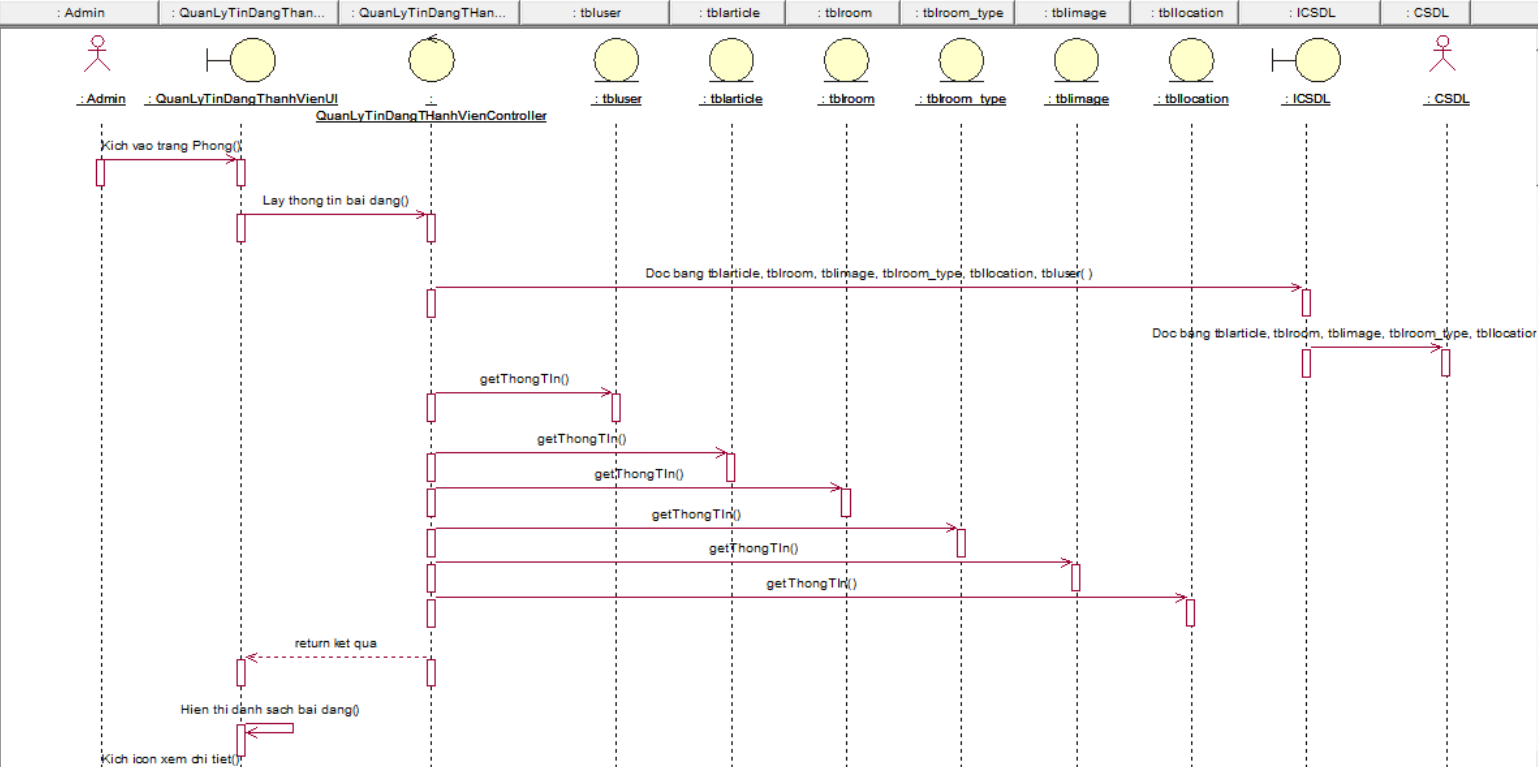 : Admin
: QuanLyTinDangThan...
: QuanLyTinDangTHan...
: tbluser
: tblarticle
: tblroom
: tblroom_type
: tblimage
: tbllocation
: ICSDL
: CSDL
: Admin
: QuanLyTinDangThanhVienUI
:
QuanLyTinDangTHanhVienController
: tbluser
: tblarticle
: tblroom
: tblroom_type
: tblimage
: tbllocation
: ICSDL
: CSDL
Kich vao trang Phong()
Lay thong tin bai dang()
Doc bang tblarticle, tblroom, tblimage, tblroom_type, tbllocation, tbluser( )
Doc bang tblarticle, tblroom, tblimage, tblroom_type, tbllocation
getThongTIn()
getThongTIn()
getThongTIn()
getThongTIn()
getThongTIn()
getThongTIn()
return ket qua
Hien thi danh sach bai dang()
Kich icon xem chi tiet()